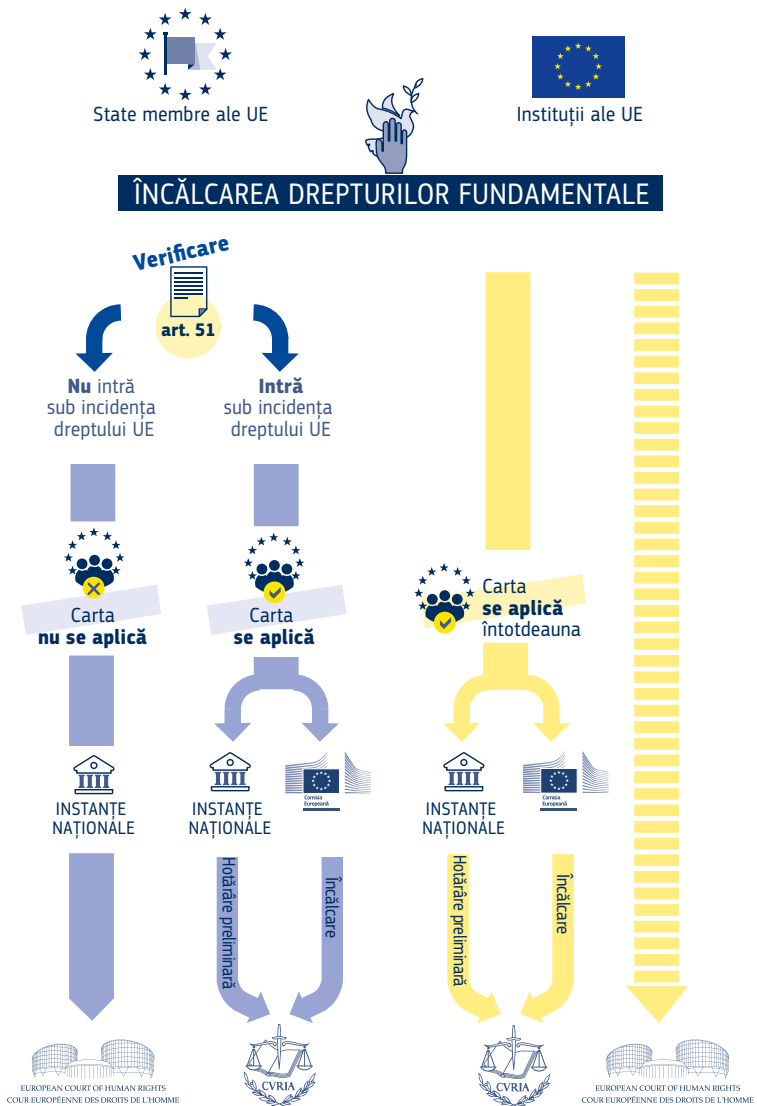 State membre ale UE
Instituții ale UE
ÎNCĂLCAREA DREPTURILOR FUNDAMENTALE
Verificare
art. 51
Nu intră
sub incidența
dreptului UE
Intră
sub incidența
dreptului UE
Carta
nu se aplică
Carta
se aplică
Carta
se aplică
întotdeauna
INSTANȚE
NAȚIONALE
INSTANȚE
NAȚIONALE
Comisia
Europeană
INSTANȚE
NAȚIONALE
Comisia
Europeană
Hotărâre preliminară
Încălcare
Hotărâre preliminară
Încălcare
EUROPEAN COURT OF HUMAN RIGHTS
COUR EUROPÉENNE DES DROITS DE L'HOMME
CVRIA
CVRIA
EUROPEAN COURT OF HUMAN RIGHTS
COUR EUROPÉENNE DES DROITS DE L'HOMME